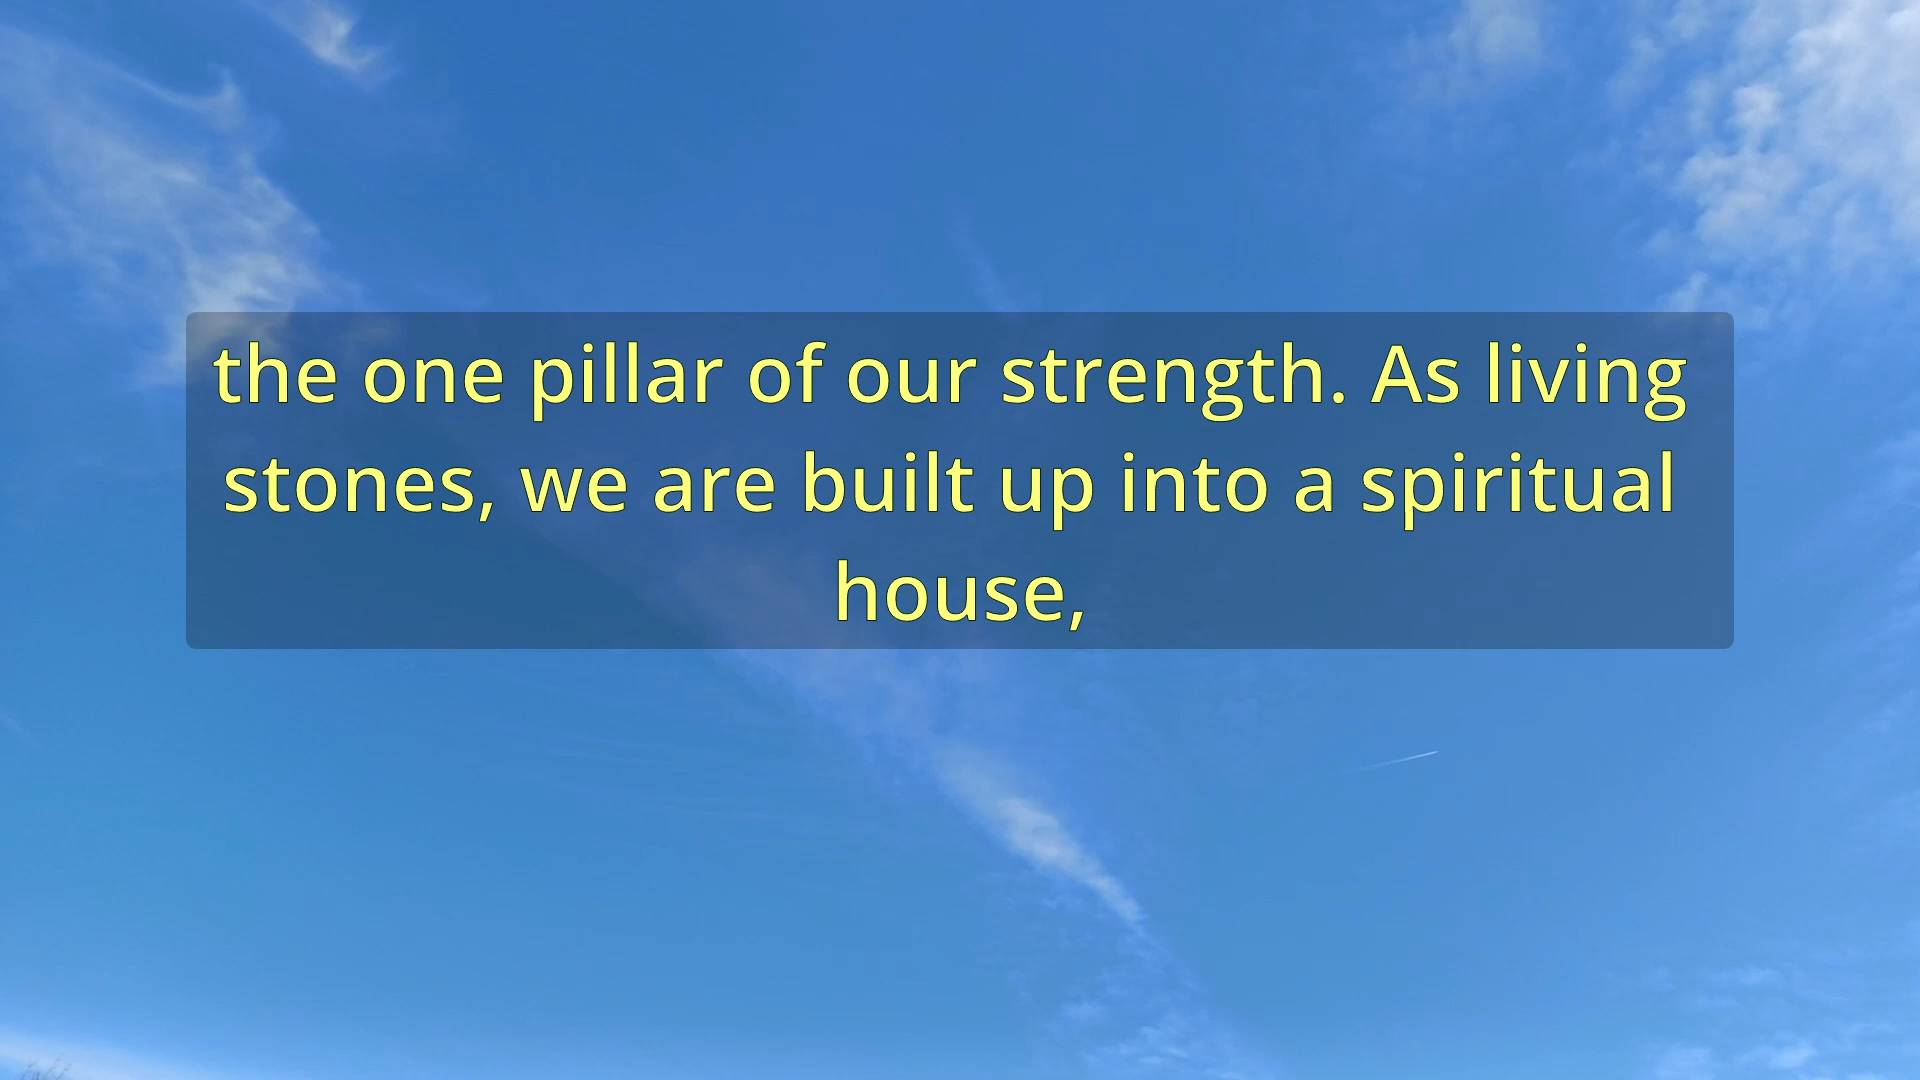 the one pillar of our strength. As living
stones, we are built up into a spiritual
house,